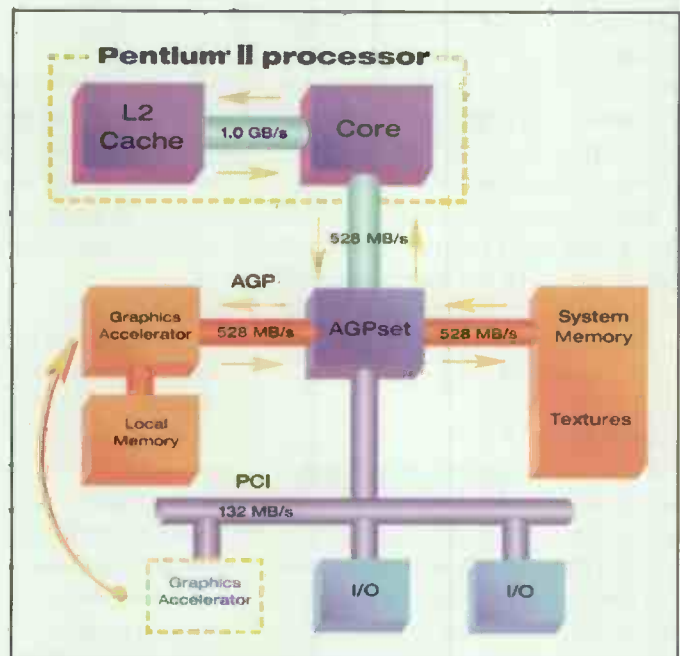 Pentium II processor
L2
Cache
1.0 GB/s
Core
528 MB/s
AGP
Graphics
Accelerator
528 MB/s
AGPset
528 MB/s
System
Memory
Textures
Local
Memory
PCI
132 MB/s
Graphics
Accelerator
I/O
I/O